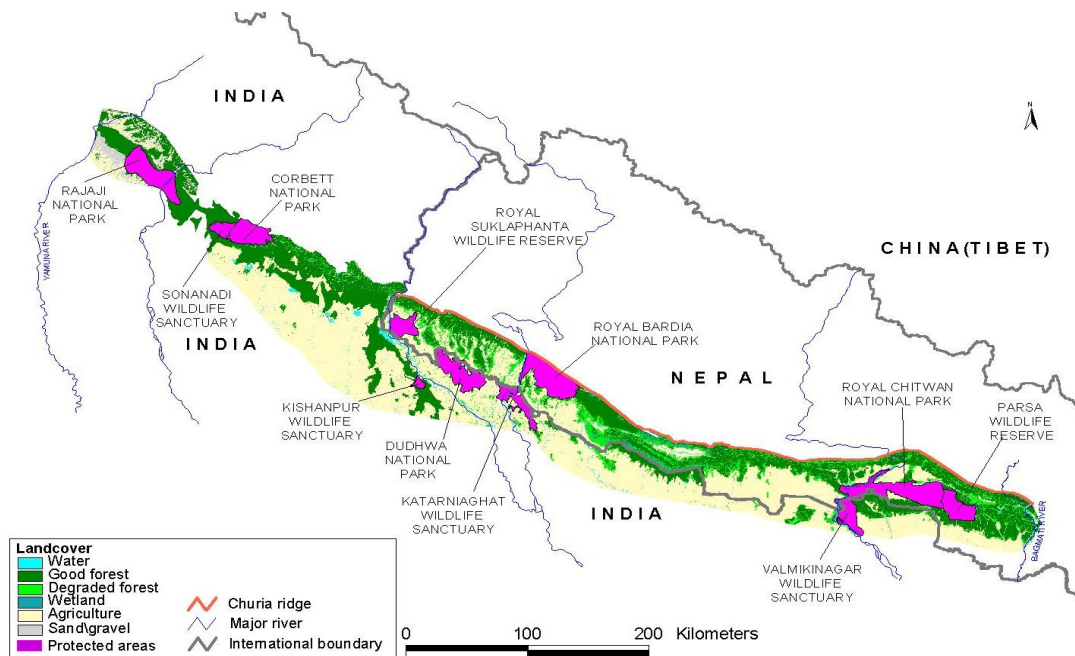 INDIA
N
RAJAJI
NATIONAL
PARK
CORBETT
NATIONAL
PARK
ROYAL
SUKLAPHANTA
WILDLIFE RESERVE
CHINA(TIBET)
YAMUNA RIVER
SONANADI
WILDLIFE
SANCTUARY
INDIA
ROYAL BARDIA
NATIONAL PARK
NEPAL
ROYAL CHITWAN
NATIONAL PARK
PARSA
WILDLIFE
RESERVE
KISHANPUR
WILDLIFE
SANCTUARY
DUDHWA
NATIONAL
PARK
KATARNIAGHAT
WILDLIFE
SANCTUARY
INDIA
BAGMATI RIVER
VALMIKINAGAR
WILDLIFE
SANCTUARY
Landcover
Water
Good forest
Degraded forest
Wetland
Agriculture
Sand\gravel
Protected areas
Churia ridge
Major river
International boundary
0 100 200 Kilometers